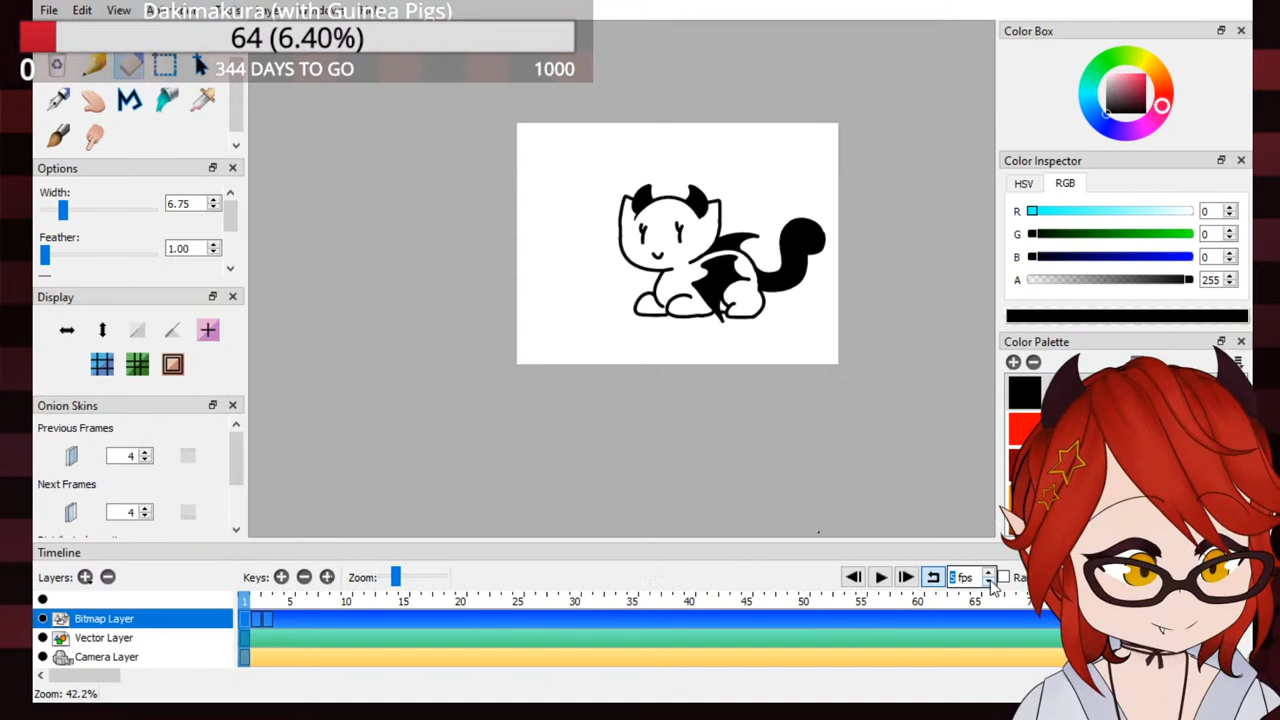 Dakimakura (with Guinea Pigs)
File Edit View
64 (6.40%)
0 344 DAYS TO GO 1000
Color Box
Options
Width:
6.75
Feather:
1.00
Color Inspector
HSV RGB
R 0
G 0
B 0
A 255
Display
Color Palette
Onion Skins
Previous Frames
4
Next Frames
4
Timeline
Layers: Keys: Zoom: fps Ra
1 5 10 15 20 25 30 35 40 45 50 55 60 65
Bitmap Layer
Vector Layer
Camera Layer
Zoom: 42.2%